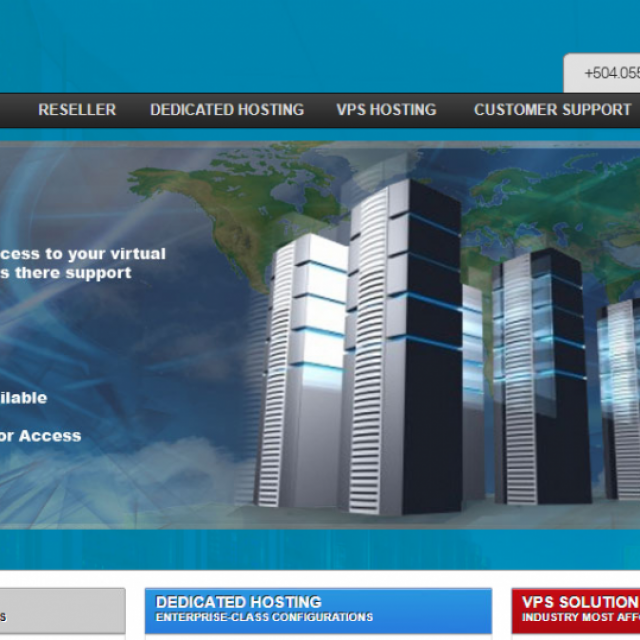 +504.055
RESELLER DEDICATED HOSTING VPS HOSTING CUSTOMER SUPPORT
cess to your virtual
s there support
ilable
or Access
DEDICATED HOSTING
ENTERPRISE-CLASS CONFIGURATIONS
VPS SOLUTION
INDUSTRY MOST AFF
S